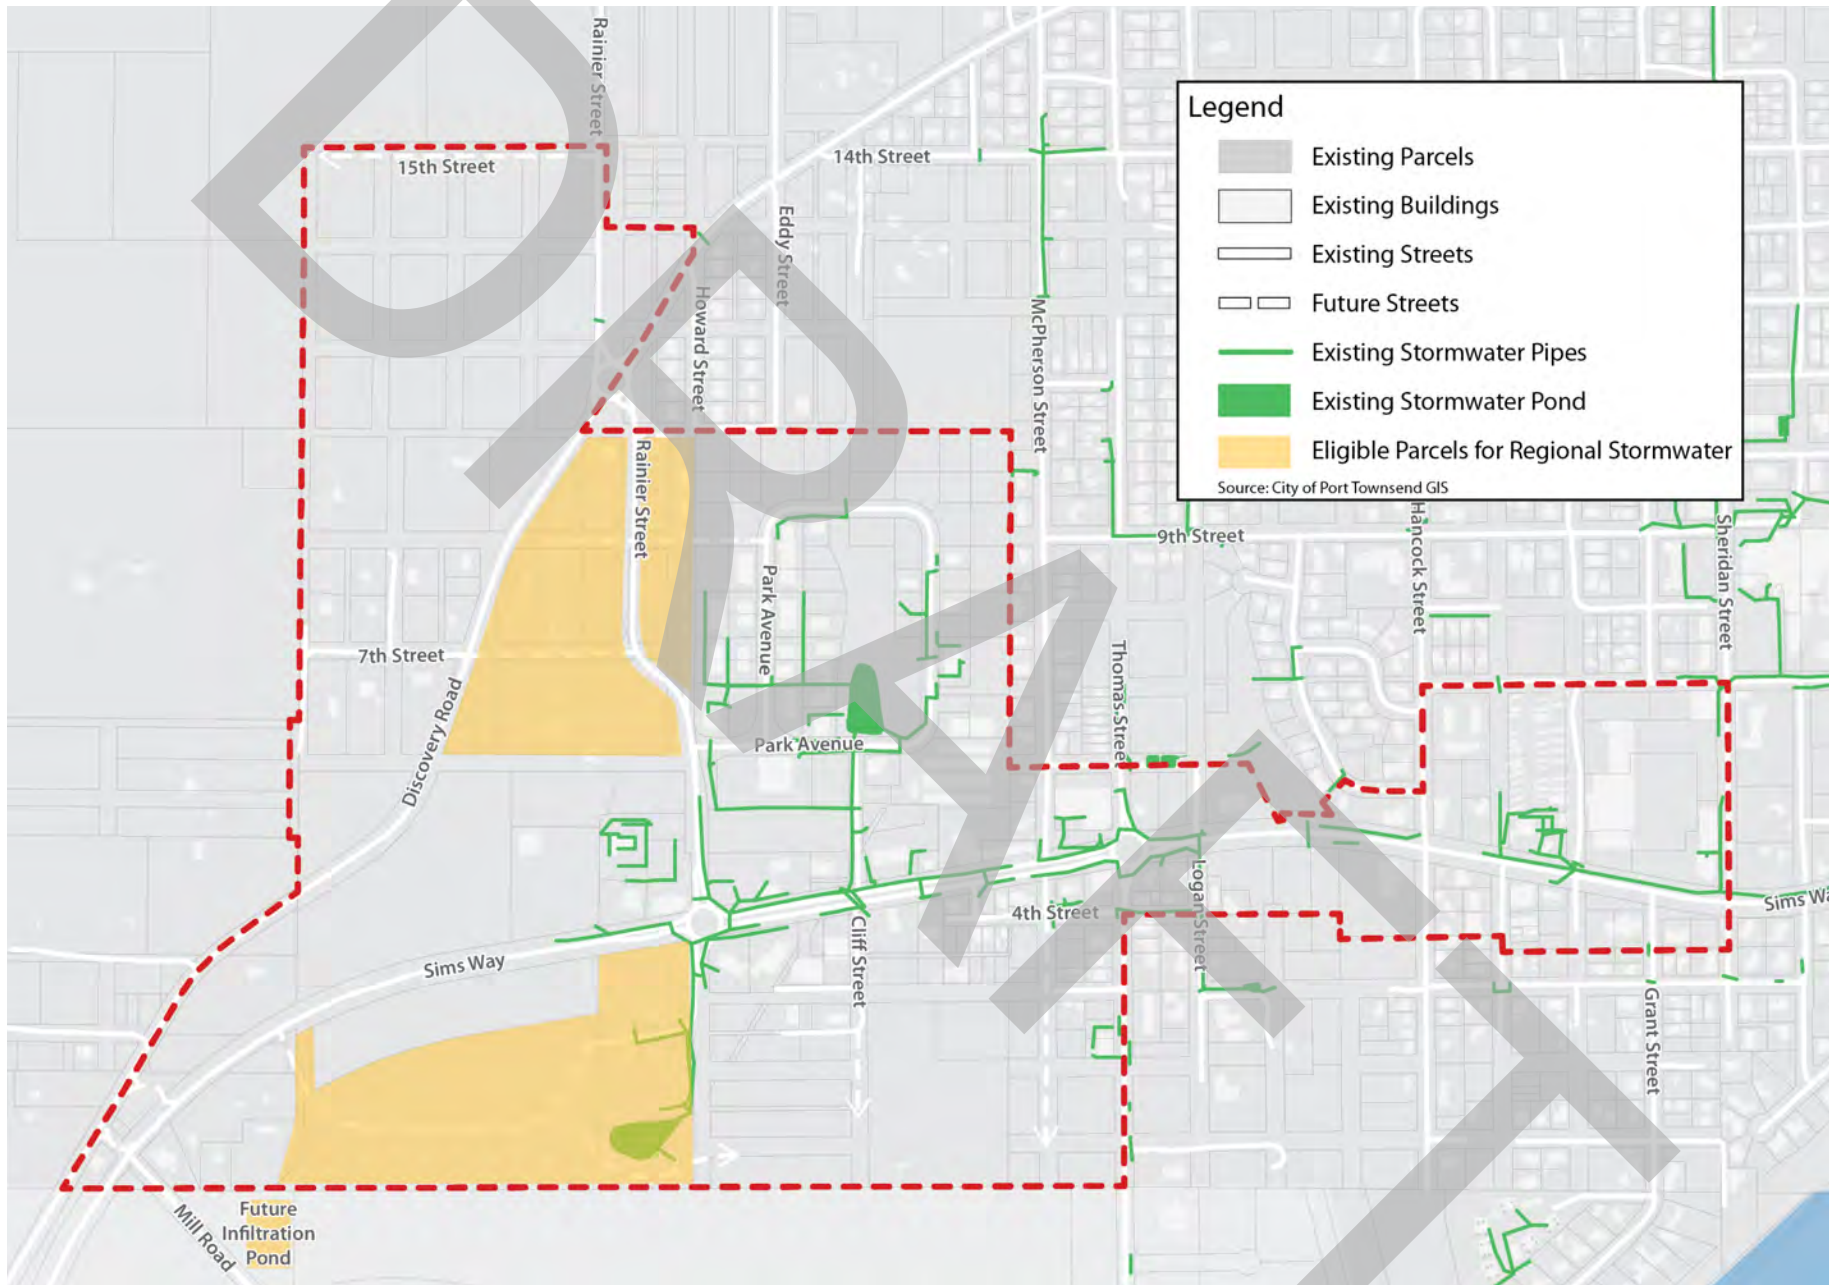 Rainier Street
15th Street
14th Street
Eddy Street
Howard Street
McPherson Street
Legend
Existing Parcels
Existing Buildings
Existing Streets
Future Streets
Existing Stormwater Pipes
Existing Stormwater Pond
Eligible Parcels for Regional Stormwater
Source: City of Port Townsend GIS
Rainier Street
9th Street
Hancock Street
Sheridan Street
Park Avenue
7th Street
Thomas Street
Discovery Road
Park Avenue
Logan Street
4th Street
Sims Wa
Cliff Street
Sims Way
Grant Street
Future
Infiltration
Pond
Mill Road
DRAFT